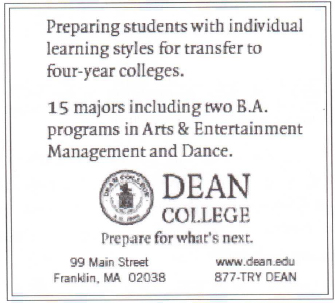 Preparing students with individual
learning styles for transfer to
four-year colleges.
15 majors including two B.A.
programs in Arts & Entertainment
Management and Dance.
DEAN COLLEGE
DEAN
COLLEGE
Prepare for what's next.
99 Main Street www.dean.edu
Franklin, MA 02038 877-TRY DEAN